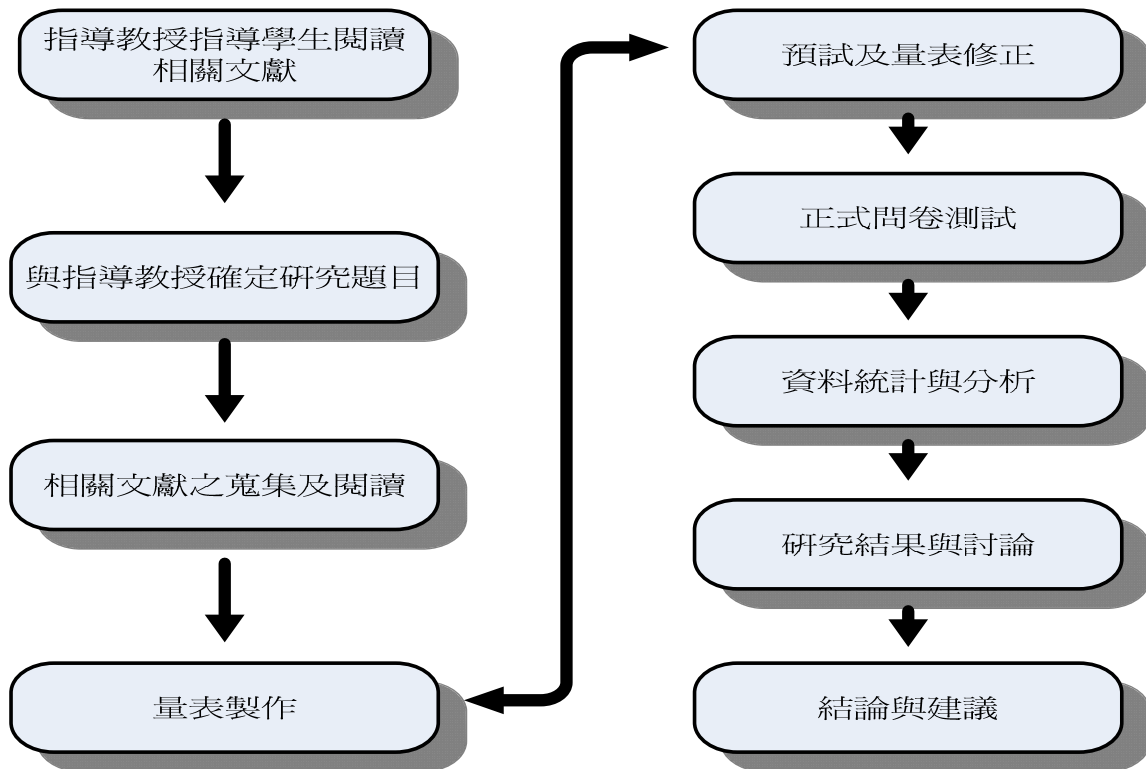 指導教授指導學生閱讀
相關文獻
與指導教授確定研究題目
相關文獻之蒐集及閱讀
量表製作
預試及量表修正
正式問卷測試
資料統計與分析
研究結果與討論
結論與建議